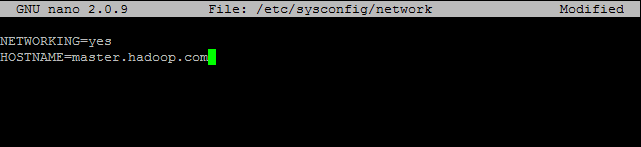 GNU nano 2.0.9 File: /etc/sysconfig/network Modified
NETWORKING=yes
HOSTNAME=master.hadoop.com